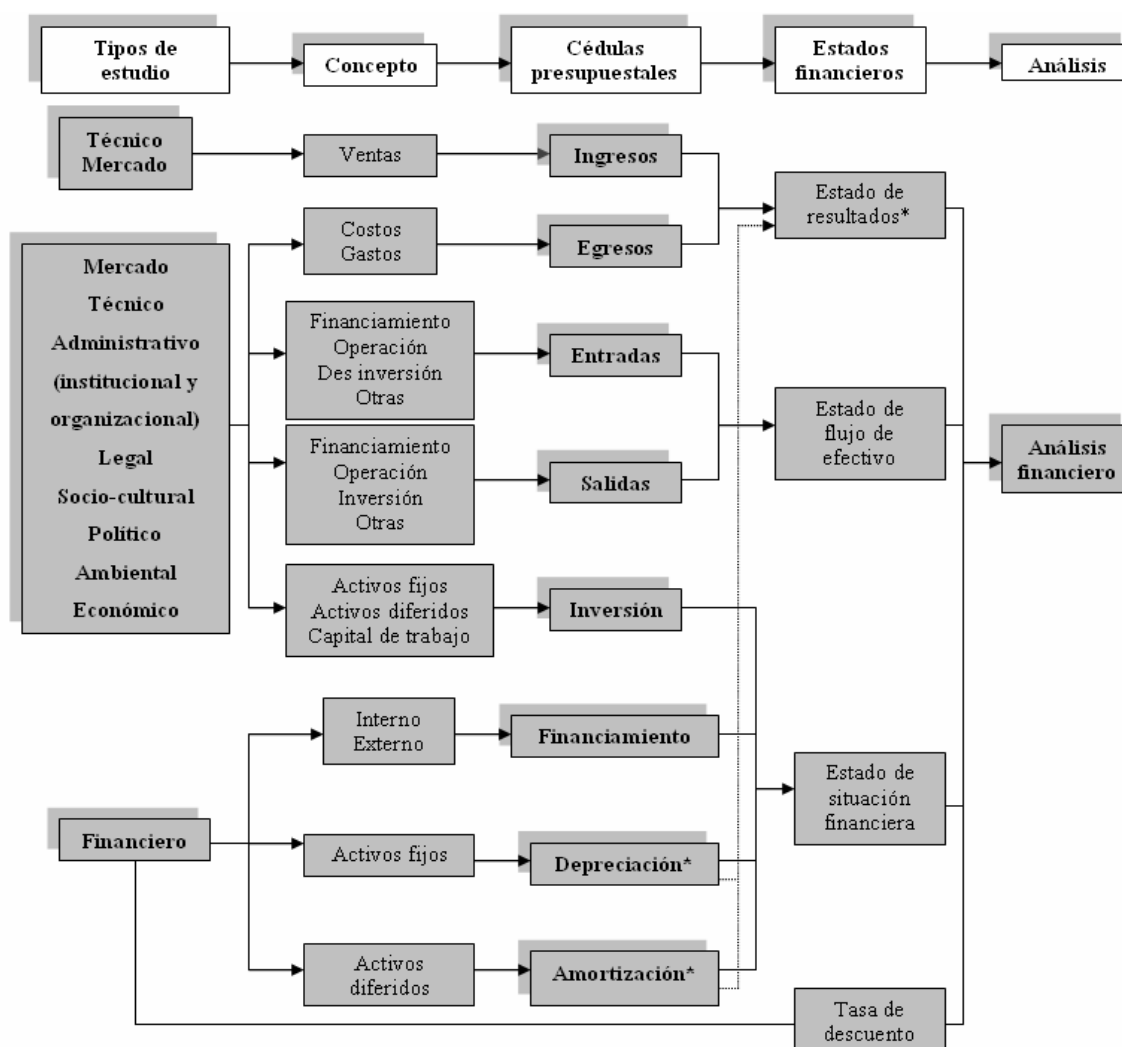 Tipos de
estudio
Concepto
Cédulas
presupuestales
Estados
financieros
Análisis
Técnico
Mercado
Ventas
Ingresos
Estado de
resultados*
Costos
Gastos
Egresos
Mercado
Técnico
Administrativo
(institucional y
organizacional)
Legal
Socio-cultural
Político
Ambiental
Económico
Financiamiento
Operación
Des inversión
Otras
Entradas
Estado de
flujo de
efectivo
Financiamiento
Operación
Inversión
Otras
Salidas
Análisis
financiero
Activos fijos
Activos diferidos
Capital de trabajo
Inversión
Interno
Externo
Financiamiento
Estado de
situación
financiera
Financiero
Activos fijos
Depreciación*
Activos
diferidos
Amortización*
Tasa de
descuento